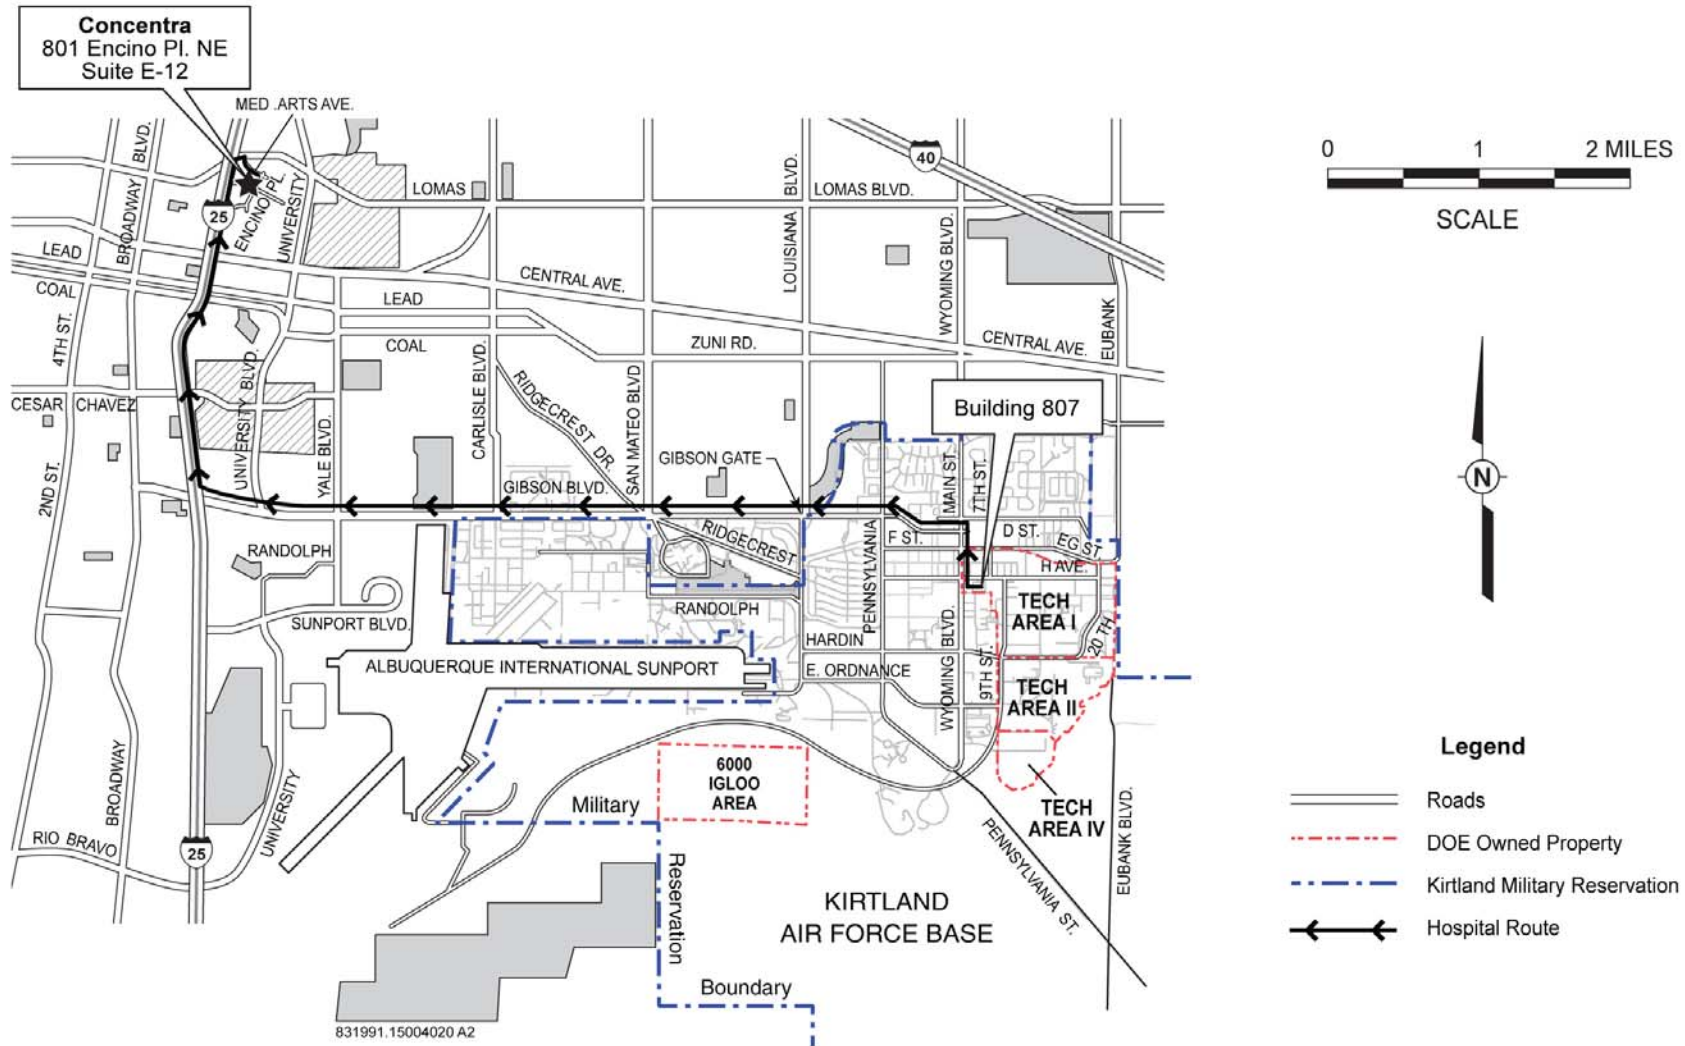 Concentra
801 Encino Pl. NE
Suite E-12
MED .ARTS AVE.
BROADWAY
BLVD.
25
ENCINO PL.
UNIVERSITY
LOMAS
LOUISIANA
BLVD.
LOMAS BLVD.
40
WYOMING BLVD.
EUBANK
0 1 2 MILES
SCALE
LEAD
COAL
4TH ST.
CENTRAL AVE.
LEAD
COAL
ZUNI RD.
CENTRAL AVE.
CESAR CHAVEZ
2ND ST.
UNIVERSITY BLVD.
YALE BLVD.
CARLISLE BLVD.
RIDGECREST DR.
SAN MATEO BLVD
Building 807
GIBSON GATE
GIBSON BLVD.
MAIN ST.
7TH ST.
N
RIDGECREST
PENNSYLVANIA
F ST.
D ST.
EG ST
H AVE.
RANDOLPH
SUNPORT BLVD.
RANDOLPH
HARDIN
E. ORDNANCE
WYOMING BLVD.
9TH ST.
TECH
AREA I
20 TH
ALBUQUERQUE INTERNATIONAL SUNPORT
TECH
AREA II
6000
IGLOO
AREA
TECH
AREA IV
Military
Reservation
Boundary
BROADWAY
UNIVERSITY
RIO BRAVO
25
PENNSYLVANIA ST.
EUBANK BLVD.
KIRTLAND
AIR FORCE BASE
831991.15004020 A2
Legend
Roads
DOE Owned Property
Kirtland Military Reservation
Hospital Route